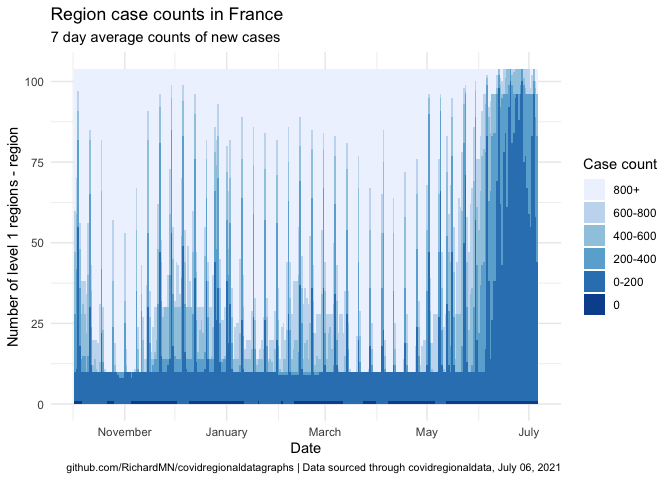 Region case counts in France
7 day average counts of new cases
Number of level 1 regions - region
100
75
50
25
0
November
January
March
May
July
Date
Case count
800+
600-800
400-600
200-400
0-200
0
github.com/RichardMN/covidregionaldatagraphs | Data sourced through covidregionaldata, July 06, 2021